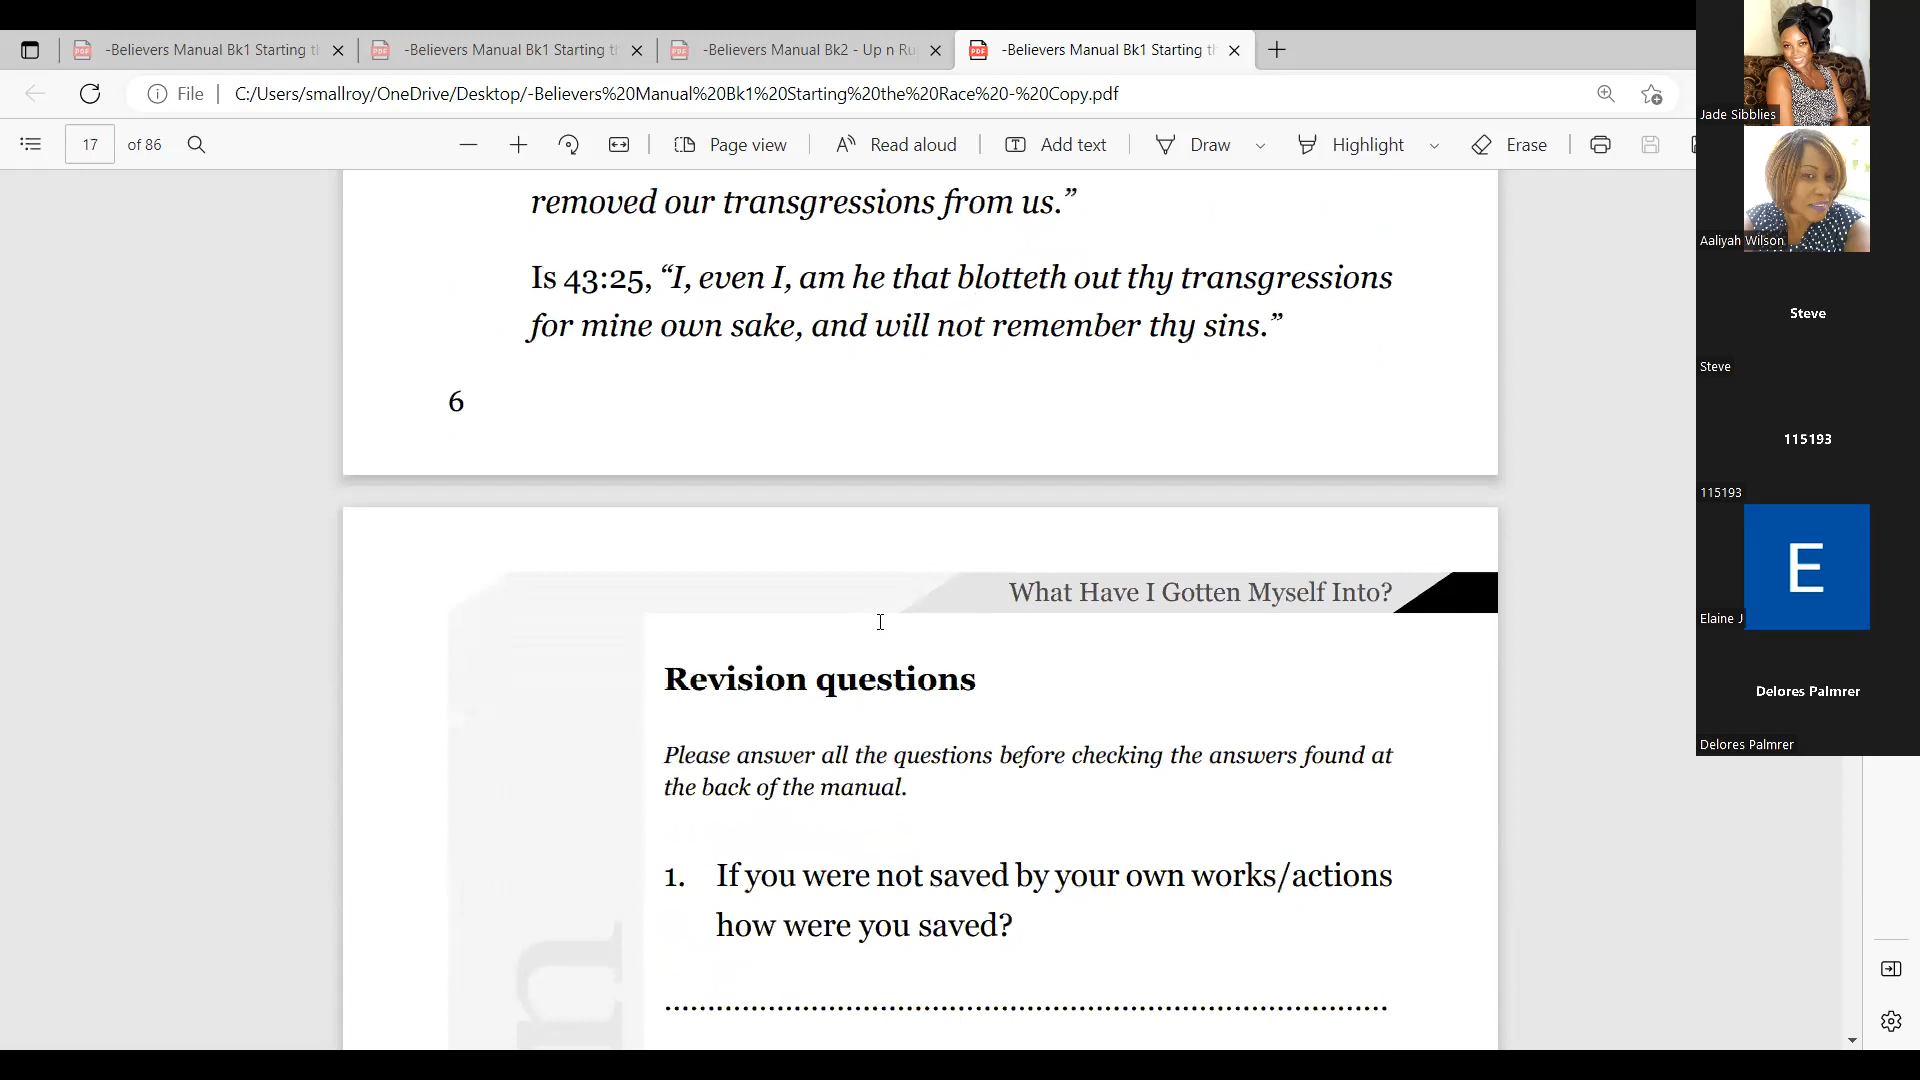 -Believers Manual Bk1 Starting th
-Believers Manual Bk1 Starting th
-Believers Manual Bk2 - Up n Ru
-Believers Manual Bk1 Starting th
File
C:/Users/smallroy/OneDrive/Desktop/-Believers%20Manual%20Bk1%20Starting%20the%20Race%20-%20Copy.pdf
17 of 86
Page view
Read aloud
Add text
Draw
Highlight
Erase
removed our transgressions from us.”
Is 43:25, “I, even I, am he that blotteth out thy transgressions
for mine own sake, and will not remember thy sins.”
6
What Have I Gotten Myself Into?
Revision questions
Please answer all the questions before checking the answers found at
the back of the manual.
1. If you were not saved by your own works/actions
how were you saved?
n
Jade Sibblies
Aaliyah Wilson
Steve
Steve
115193
115193
E
Elaine J
Delores Palmrer
Delores Palmrer